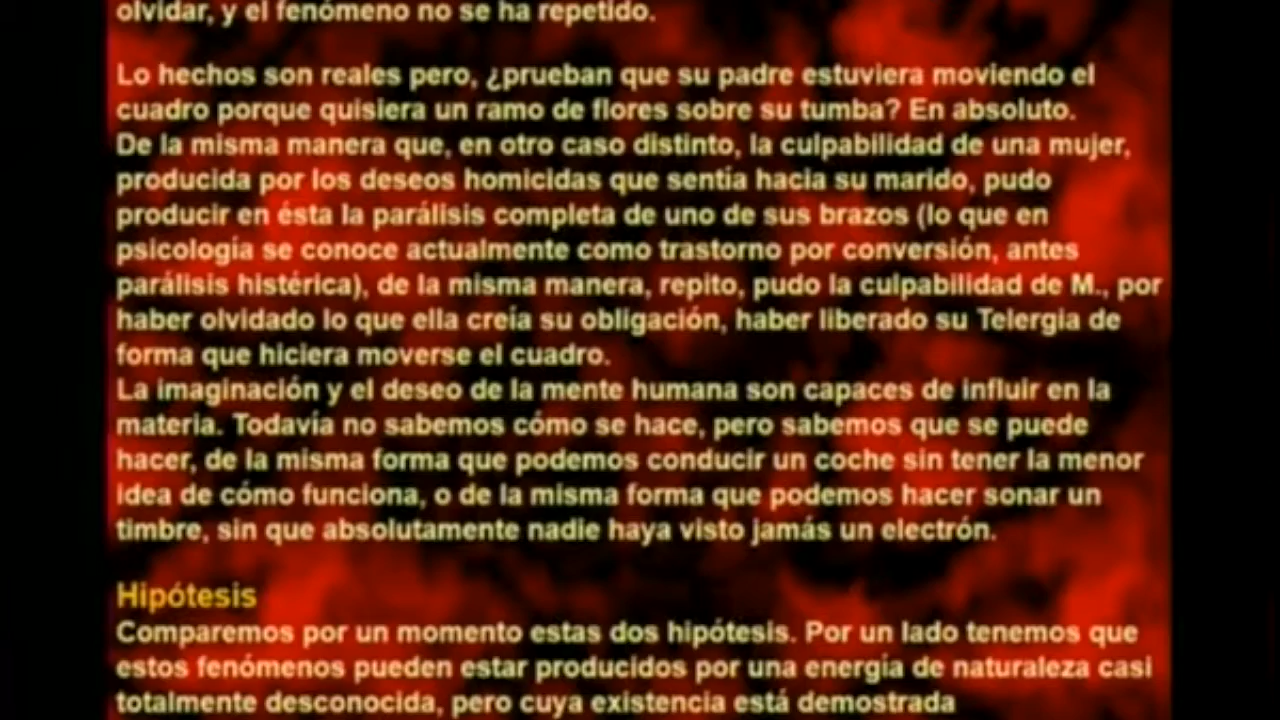 olvidar, y el fenómeno no se ha repetido.
Lo hechos son reales pero, ¿prueban que su padre estuviera moviendo el
cuadro porque quisiera un ramo de flores sobre su tumba? En absoluto.
De la misma manera que, en otro caso distinto, la culpabilidad de una mujer,
producida por los deseos homicidas que sentía hacia su marido, pudo
producir en ésta la parálisis completa de uno de sus brazos (lo que en
psicología se conoce actualmente como trastorno por conversión, antes
parálisis histérica), de la misma manera, repito, pudo la culpabilidad de M., por
haber olvidado lo que ella creía su obligación, haber liberado su Telergia de
forma que hiciera moverse el cuadro.
La imaginación y el deseo de la mente humana son capaces de influir en la
materia. Todavía no sabemos cómo se hace, pero sabemos que se puede
hacer, de la misma forma que podemos conducir un coche sin tener la menor
idea de cómo funciona, o de la misma forma que podemos hacer sonar un
timbre, sin que absolutamente nadie haya visto jamás un electrón.
Hipótesis
Comparemos por un momento estas dos hipótesis. Por un lado tenemos que
estos fenómenos pueden estar producidos por una energía de naturaleza casi
totalmente desconocida, pero cuya existencia está demostrada